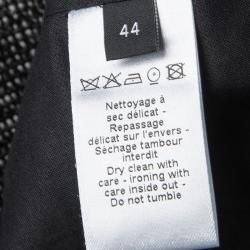 44
Nettoyage à
sec délicat -
Repassage
délicat sur l'envers -
Séchage tambour
interdit
Dry clean with
care - ironing with
care inside out -
Do not tumble